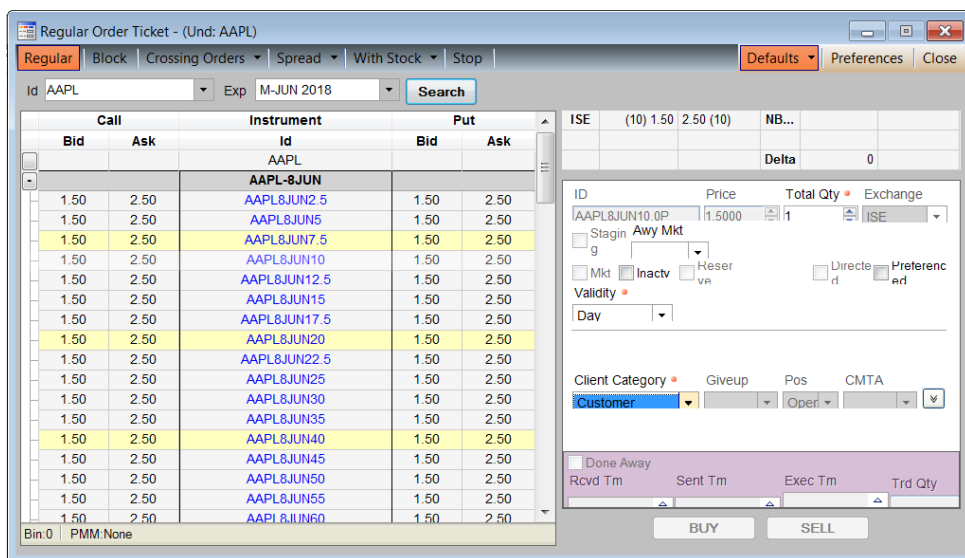 Regular Order Ticket - (Und: AAPL)
Regular Block Crossing Orders Spread With Stock Stop Defaults Preferences Close
Id AAPL Exp M-JUN 2018 Search
Call Instrument Put
Bid Ask Id Bid Ask
AAPL
- AAPL-8JUN
1.50 2.50 AAPL8JUN2.5 1.50 2.50
1.50 2.50 AAPL8JUN5 1.50 2.50
1.50 2.50 AAPL8JUN7.5 1.50 2.50
1.50 2.50 AAPL8JUN10 1.50 2.50
1.50 2.50 AAPL8JUN12.5 1.50 2.50
1.50 2.50 AAPL8JUN15 1.50 2.50
1.50 2.50 AAPL8JUN17.5 1.50 2.50
1.50 2.50 AAPL8JUN20 1.50 2.50
1.50 2.50 AAPL8JUN22.5 1.50 2.50
1.50 2.50 AAPL8JUN25 1.50 2.50
1.50 2.50 AAPL8JUN30 1.50 2.50
1.50 2.50 AAPL8JUN35 1.50 2.50
1.50 2.50 AAPL8JUN40 1.50 2.50
1.50 2.50 AAPL8JUN45 1.50 2.50
1.50 2.50 AAPL8JUN50 1.50 2.50
1.50 2.50 AAPL8JUN55 1.50 2.50
1.50 2.50 AAPL8JUN60 1.50 2.50
Bin:0 PMM:None
ISE (10) 1.50 2.50 (10) NB...
Delta 0
ID Price Total Qty Exchange
AAPL8JUN10.0P 1.5000 1 ISE
Stagin
g
Awy Mkt
Mkt Inactv
Reser
ve
Directe
d
Preferenc
ed
Validity
Day
Client Category Giveup Pos CMTA
Customer Oper
Done Away
Rcvd Tm Sent Tm Exec Tm Trd Qty
BUY SELL